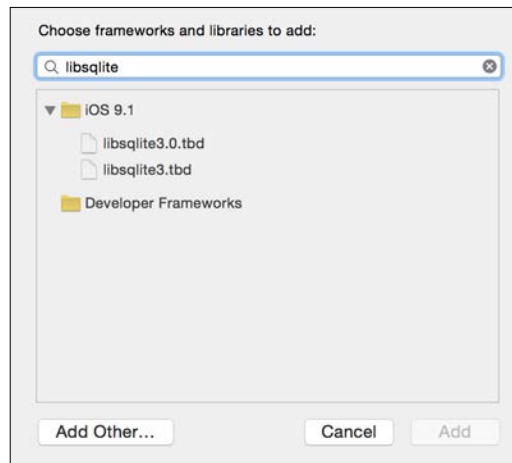 Choose frameworks and libraries to add:
libsqlite
iOS 9.1
libsqlite3.0.tbd
libsqlite3.tbd
Developer Frameworks
Add Other...
Cancel
Add